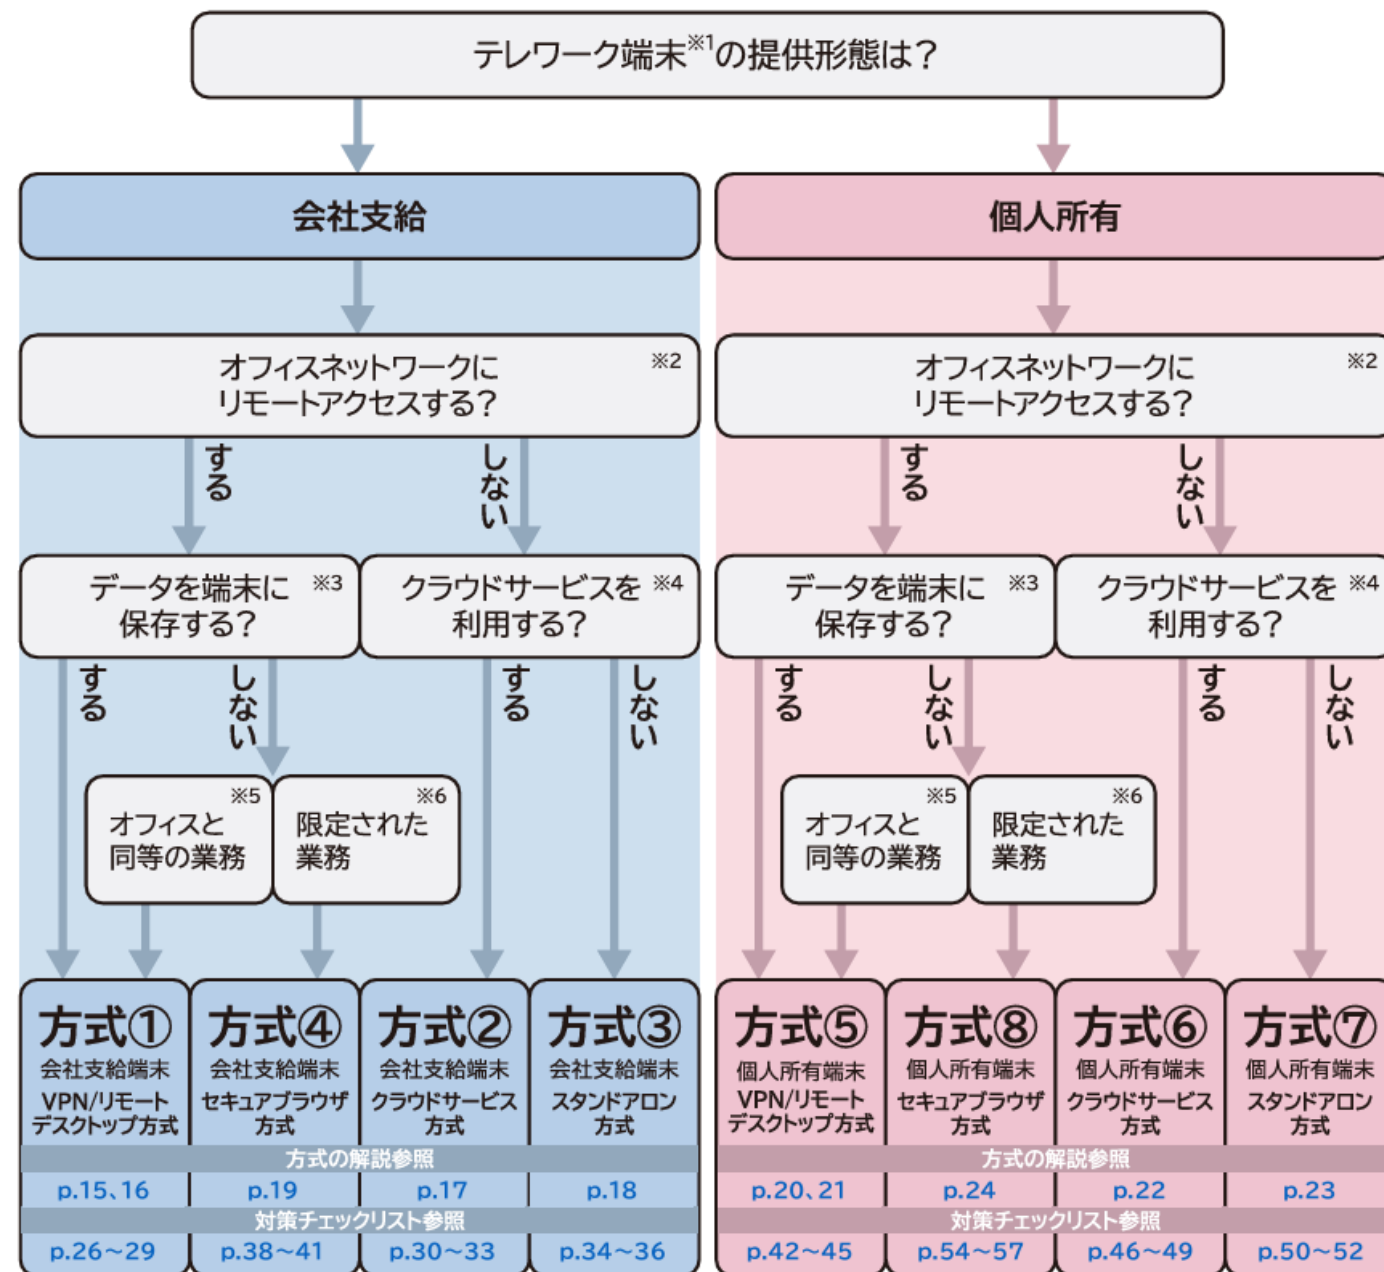 テレワーク端末※1の提供形態は？
会社支給
個人所有
オフィスネットワークに ※2
リモートアクセスする？
オフィスネットワークに ※2
リモートアクセスする？
する
しない
する
しない
データを端末に ※3
保存する？
クラウドサービスを ※4
利用する？
データを端末に ※3
保存する？
クラウドサービスを ※4
利用する？
する
しない
する
しない
する
しない
する
しない
※5
オフィスと
同等の業務
※6
限定された
業務
※5
オフィスと
同等の業務
※6
限定された
業務
方式①
会社支給端末
VPN/リモート
デスクトップ方式
方式④
会社支給端末
セキュアブラウザ
方式
方式②
会社支給端末
クラウドサービス
方式
方式③
会社支給端末
スタンドアロン
方式
方式⑤
個人所有端末
VPN/リモート
デスクトップ方式
方式⑧
個人所有端末
セキュアブラウザ
方式
方式⑥
個人所有端末
クラウドサービス
方式
方式⑦
個人所有端末
スタンドアロン
方式
方式の解説参照
方式の解説参照
p.15、16
p.19
p.17
p.18
p.20、21
p.24
p.22
p.23
対策チェックリスト参照
対策チェックリスト参照
p.26～29
p.38～41
p.30～33
p.34～36
p.42～45
p.54～57
p.46～49
p.50～52